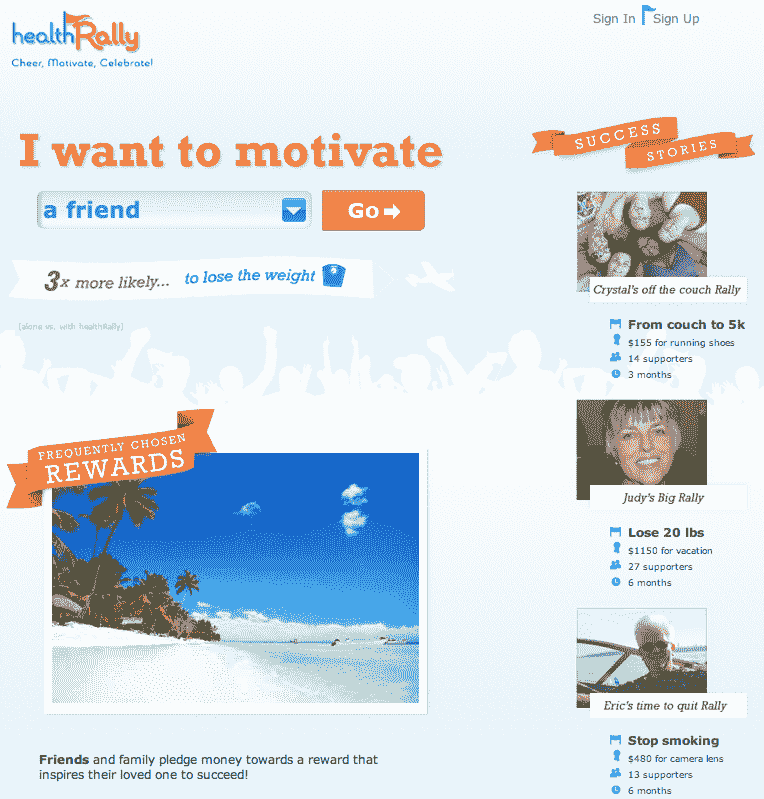 healthRally
Cheer, Motivate, Celebrate!
Sign In Sign Up
I want to motivate
a friend
Go
3x more likely... to lose the weight
[alone vs. with healthRally]
FREQUENTLY CHOSEN
REWARDS
Friends and family pledge money towards a reward that
inspires their loved one to succeed!
SUCCESS
STORIES
Crystal's off the couch Rally
From couch to 5k
$155 for running shoes
14 supporters
3 months
Judy's Big Rally
Lose 20 lbs
$1150 for vacation
27 supporters
6 months
Eric's time to quit Rally
Stop smoking
$480 for camera lens
13 supporters
6 months